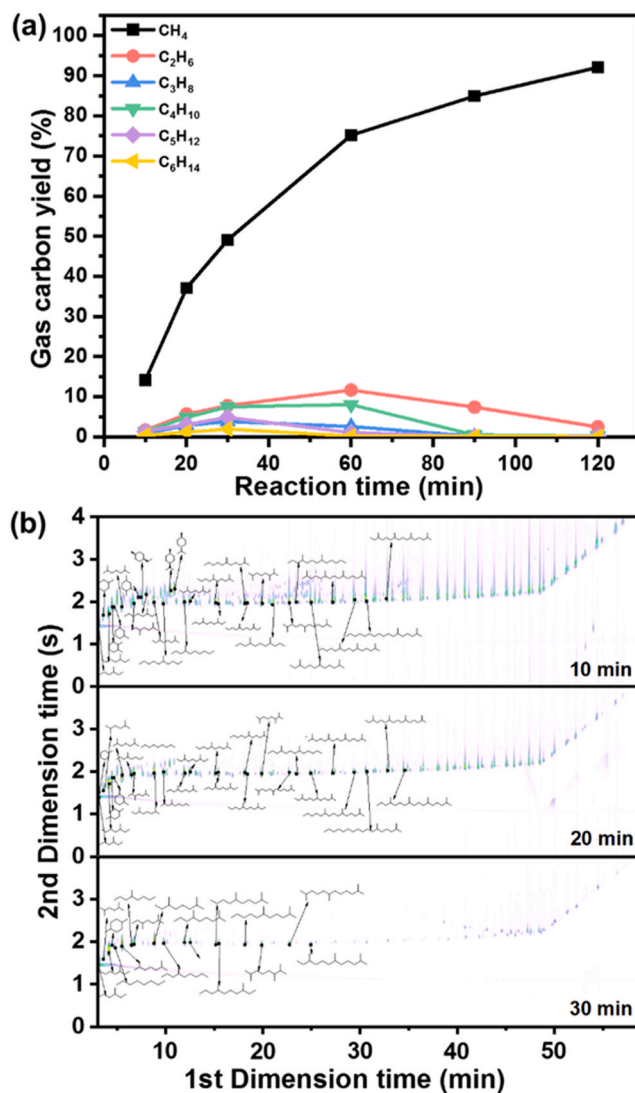 (a)
100
90
80
70
60
50
40
30
20
10
0
Gas carbon yield (%)
CH₄
C₂H₆
C₃H₈
C₄H₁₀
C₅H₁₂
C₆H₁₄
0 20 40 60 80 100 120
Reaction time (min)
(b)
4
3
2
1
0
10 min
3
2
1
0
20 min
3
2
1
0
30 min
2nd Dimension time (s)
10 20 30 40 50
1st Dimension time (min)